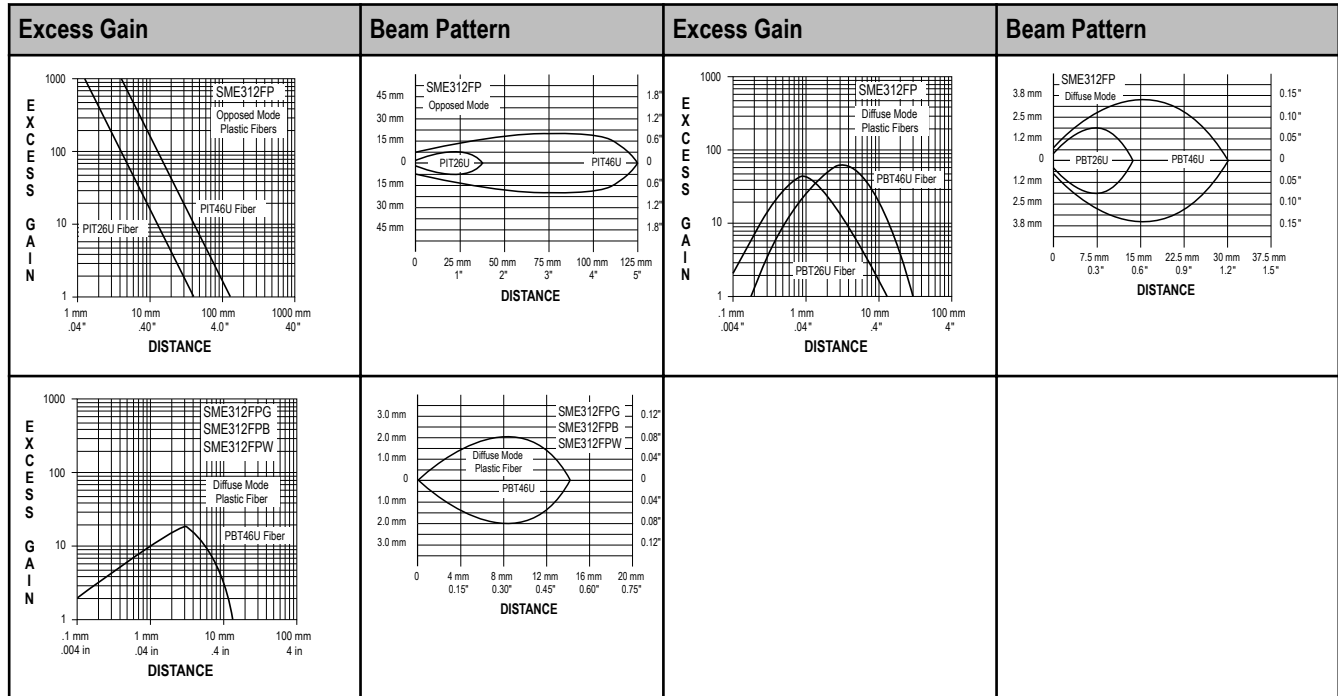 Excess Gain
Beam Pattern
Excess Gain
Beam Pattern
1000
100
10
1
EXCESS GAIN
SME312FP
Opposed Mode
Plastic Fibers
PIT46U Fiber
PIT26U Fiber
1 mm 10 mm 100 mm 1000 mm
.04" .40" 4.0" 40"
DISTANCE
SME312FP
Opposed Mode
45 mm 1.8"
30 mm 1.2"
15 mm 0.6"
0 PIT26U PIT46U 0
15 mm 0.6"
30 mm 1.2"
45 mm 1.8"
0 25 mm 50 mm 75 mm 100 mm 125 mm
1" 2" 3" 4" 5"
DISTANCE
1000
100
10
1
EXCESS GAIN
SME312FP
Diffuse Mode
Plastic Fibers
PBT46U Fiber
PBT26U Fiber
.1 mm 1 mm 10 mm 100 mm
.004" .04" .4" 4"
DISTANCE
SME312FP
Diffuse Mode
3.8 mm 0.15"
2.5 mm 0.10"
1.2 mm 0.05"
0 PBT26U PBT46U 0
1.2 mm 0.05"
2.5 mm 0.10"
3.8 mm 0.15"
0 7.5 mm 15 mm 22.5 mm 30 mm 37.5 mm
0.3" 0.6" 0.9" 1.2" 1.5"
DISTANCE
1000
100
10
1
EXCESS GAIN
SME312FPG
SME312FPB
SME312FPW
Diffuse Mode
Plastic Fiber
PBT46U Fiber
.1 mm 1 mm 10 mm 100 mm
.004 in .04 in .4 in 4 in
DISTANCE
SME312FPG
SME312FPB
SME312FPW
Diffuse Mode
Plastic Fiber
PBT46U
3.0 mm 0.12"
2.0 mm 0.08"
1.0 mm 0.04"
0 0
1.0 mm 0.04"
2.0 mm 0.08"
3.0 mm 0.12"
0 4 mm 8 mm 12 mm 16 mm 20 mm
0.15" 0.30" 0.45" 0.60" 0.75"
DISTANCE